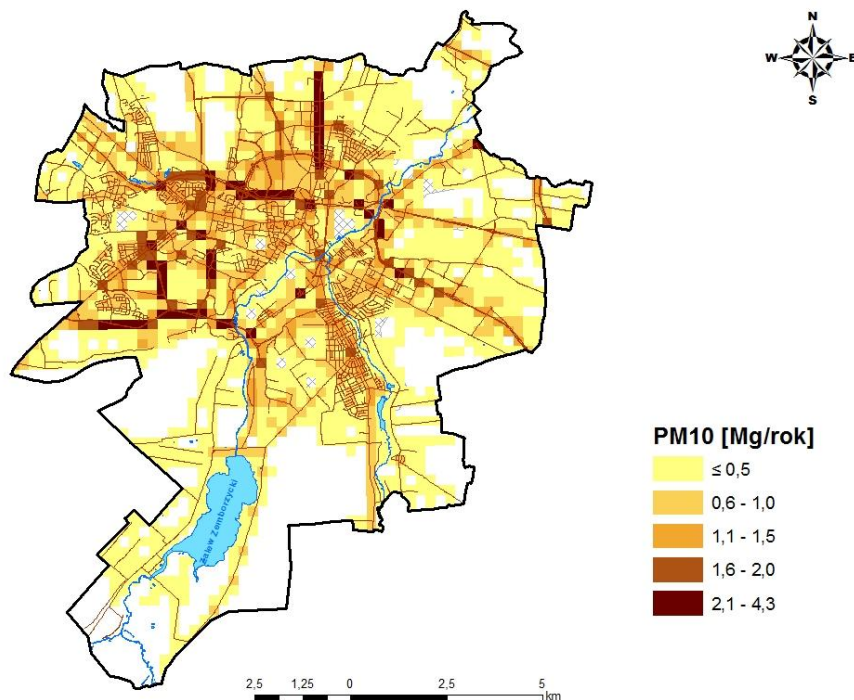 N
W
E
S
Zalew Zemborzycki
PM10 [Mg/rok]
≤ 0,5
0,6 - 1,0
1,1 - 1,5
1,6 - 2,0
2,1 - 4,3
2,5 1,25 0 2,5 5
km